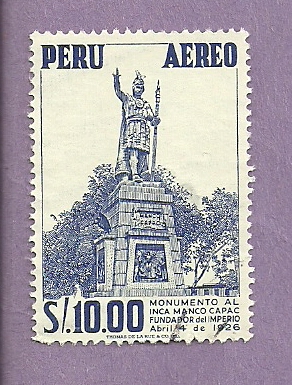 PERU AEREO
MONUMENTO AL
INCA MANCO CAPAC
FUNDADOR del IMPERIO
Abril, 4 de 1926
S/.10.00
THOMAS DE LA RUE & CO. LTD.